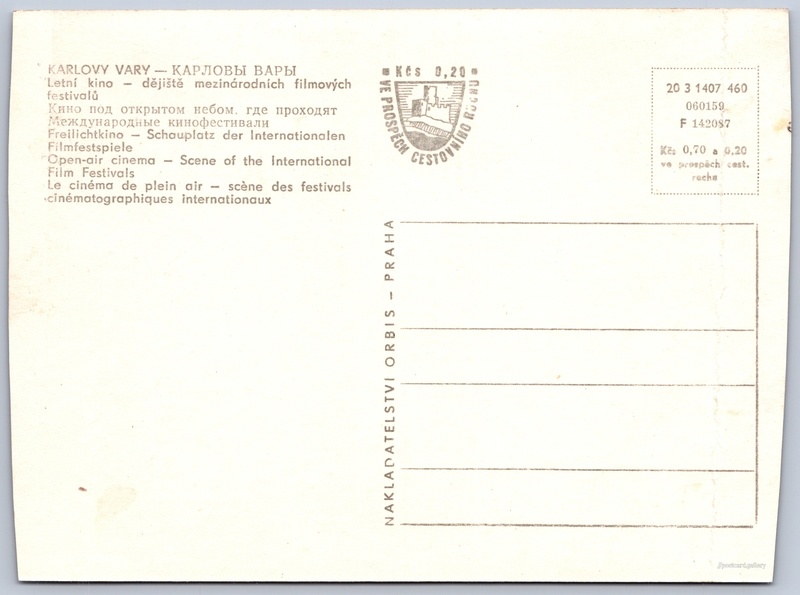 KARLOVY VARY — КАРЛОВЫ ВАРЫ
Letní kino – dějiště mezinárodních filmových
festivalů
Кино под открытом небом, где проходят
Международные кинофестивали
Freilichtkino – Schauplatz der Internationalen
Filmfestspiele
Open-air cinema – Scene of the International
Film Festivals
Le cinéma de plein air – scène des festivals
cinématographiques internationaux
Kčs 0,20
VE PROSPĚCH CESTOVNÍHO RUCHU
20 3 1407 460
060159
F 142087
Kčs 0,70 a 0,20
ve prospěch cest.
ruchu
NAKLADATELSTVÍ ORBIS – PRAHA
postcard.gallery